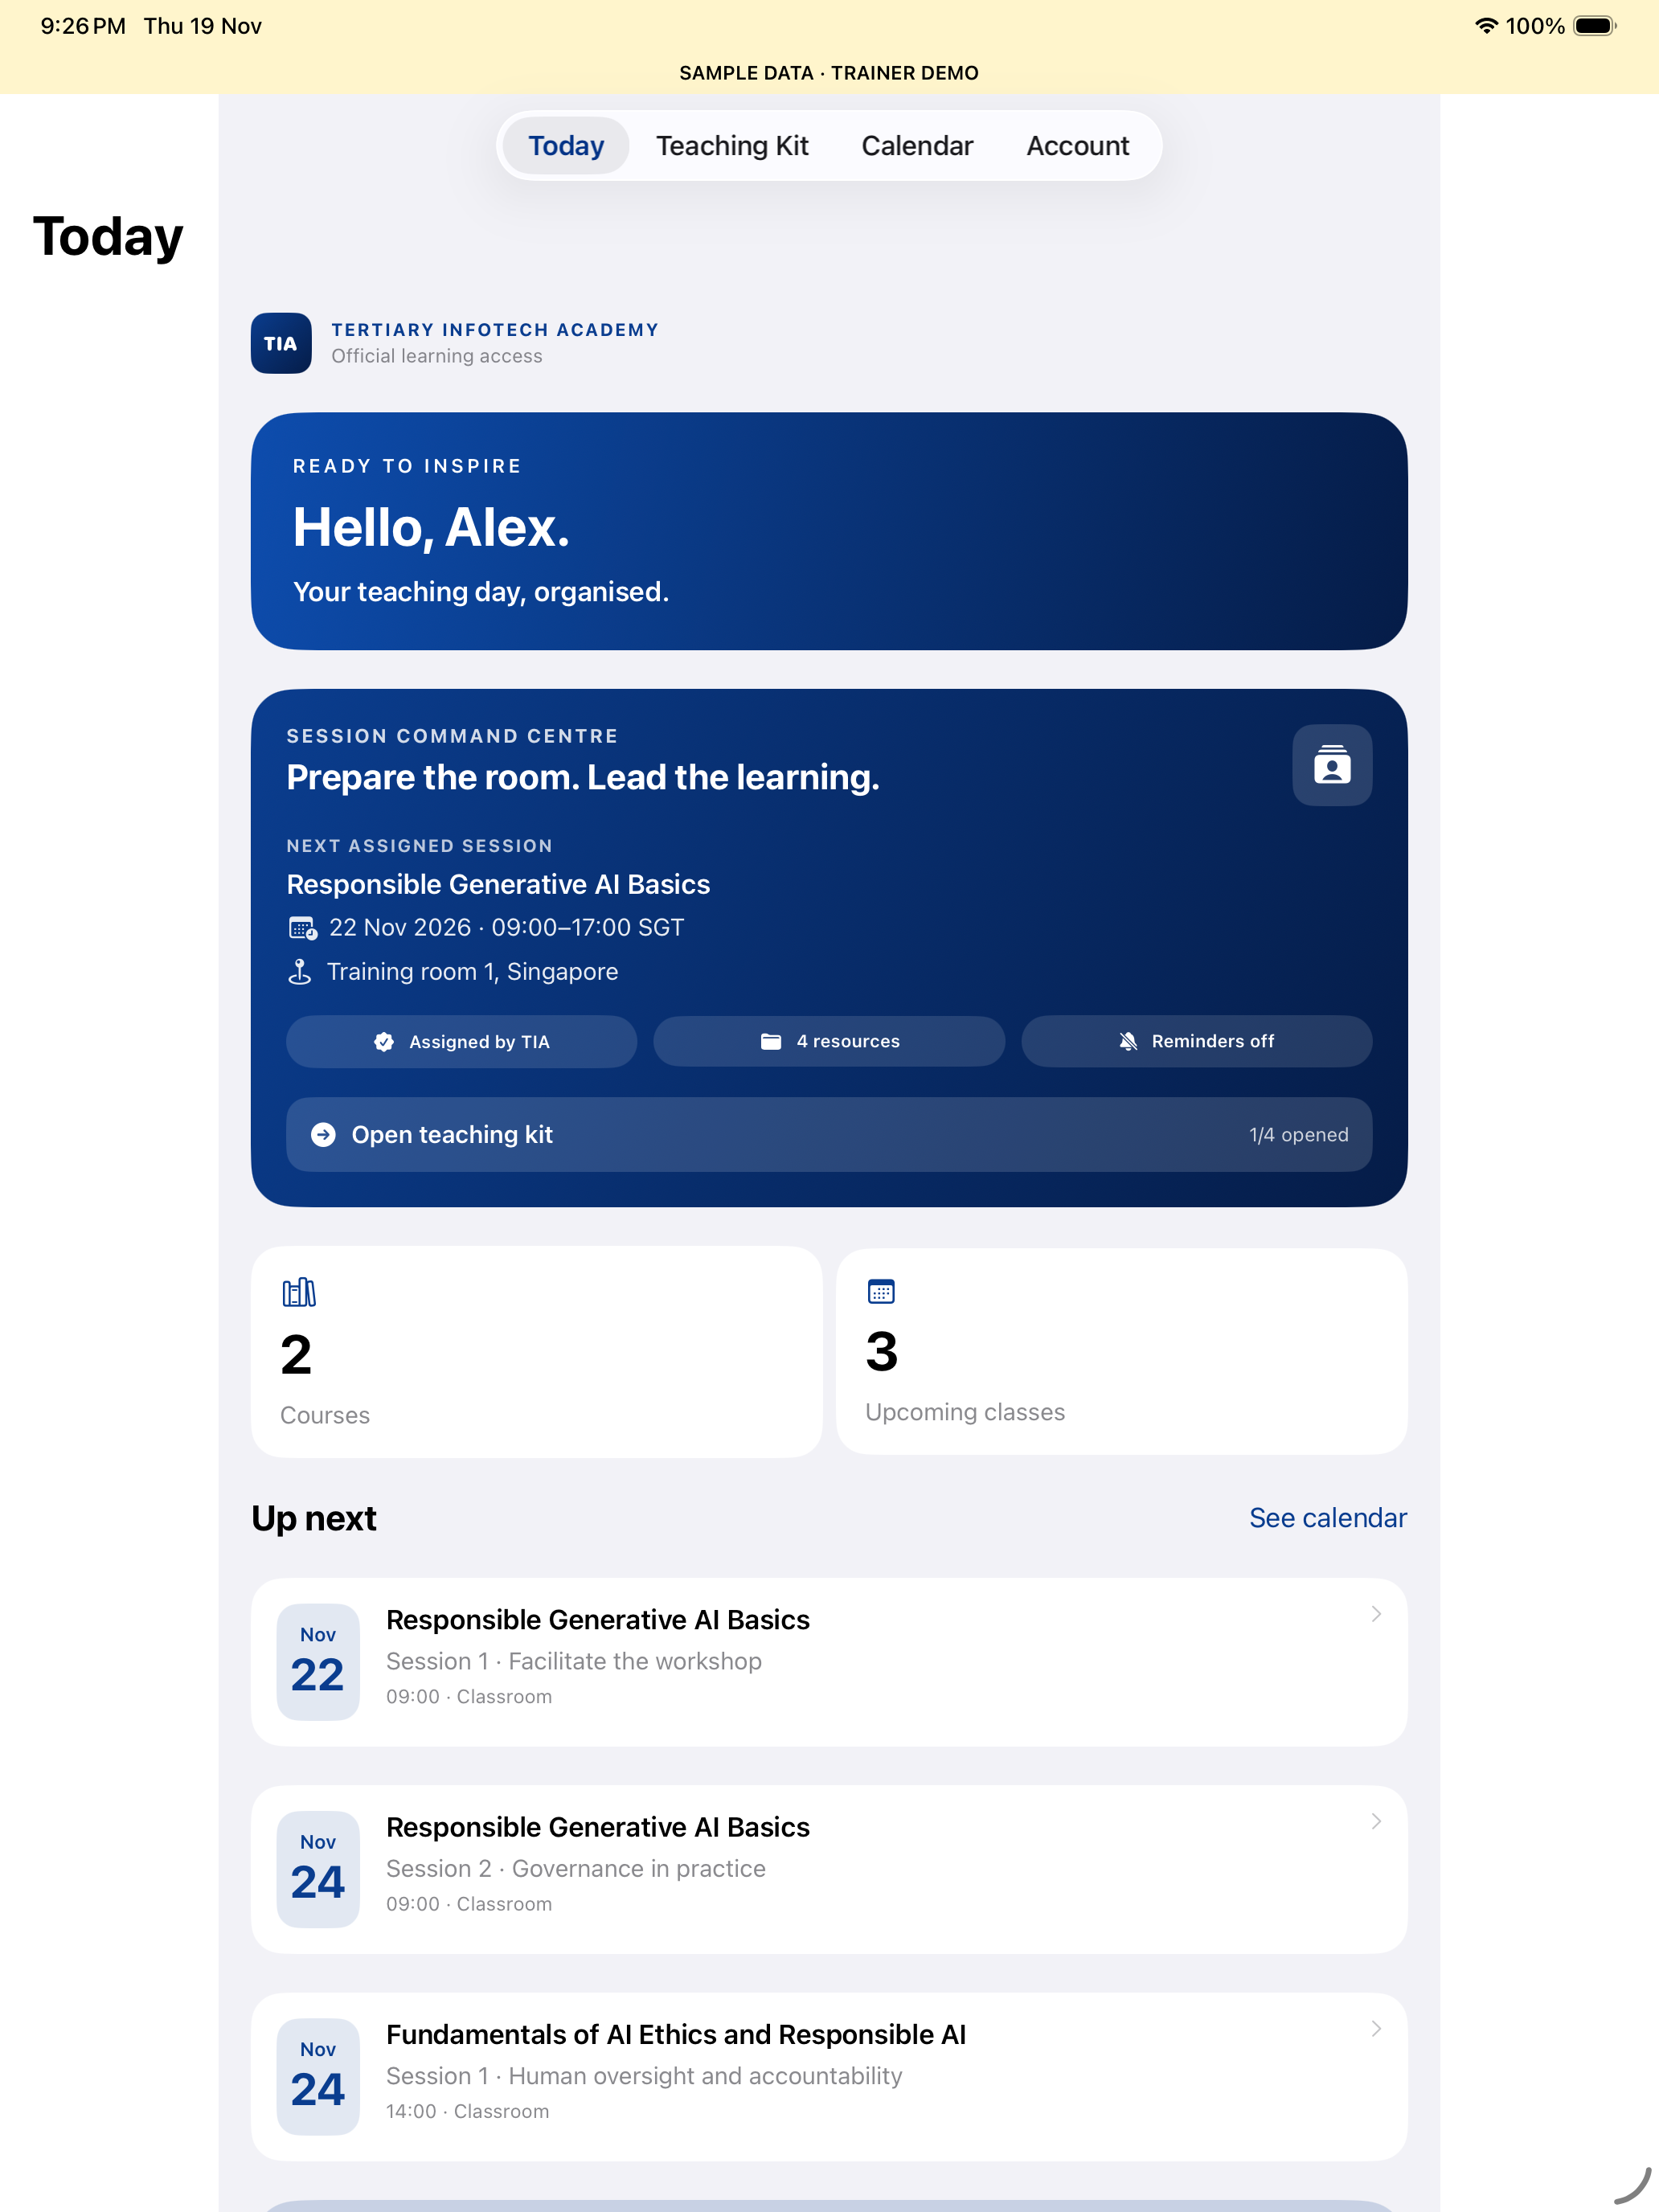 9:26 PM Thu 19 Nov
100%
SAMPLE DATA · TRAINER DEMO
Today
Teaching Kit
Calendar
Account
Today
TIA
TERTIARY INFOTECH ACADEMY
Official learning access
READY TO INSPIRE
Hello, Alex.
Your teaching day, organised.
SESSION COMMAND CENTRE
Prepare the room. Lead the learning.
NEXT ASSIGNED SESSION
Responsible Generative AI Basics
22 Nov 2026 · 09:00–17:00 SGT
Training room 1, Singapore
Assigned by TIA
4 resources
Reminders off
Open teaching kit
1/4 opened
2
Courses
3
Upcoming classes
Up next
See calendar
Nov
22
Responsible Generative AI Basics
Session 1 · Facilitate the workshop
09:00 · Classroom
Nov
24
Responsible Generative AI Basics
Session 2 · Governance in practice
09:00 · Classroom
Nov
24
Fundamentals of AI Ethics and Responsible AI
Session 1 · Human oversight and accountability
14:00 · Classroom